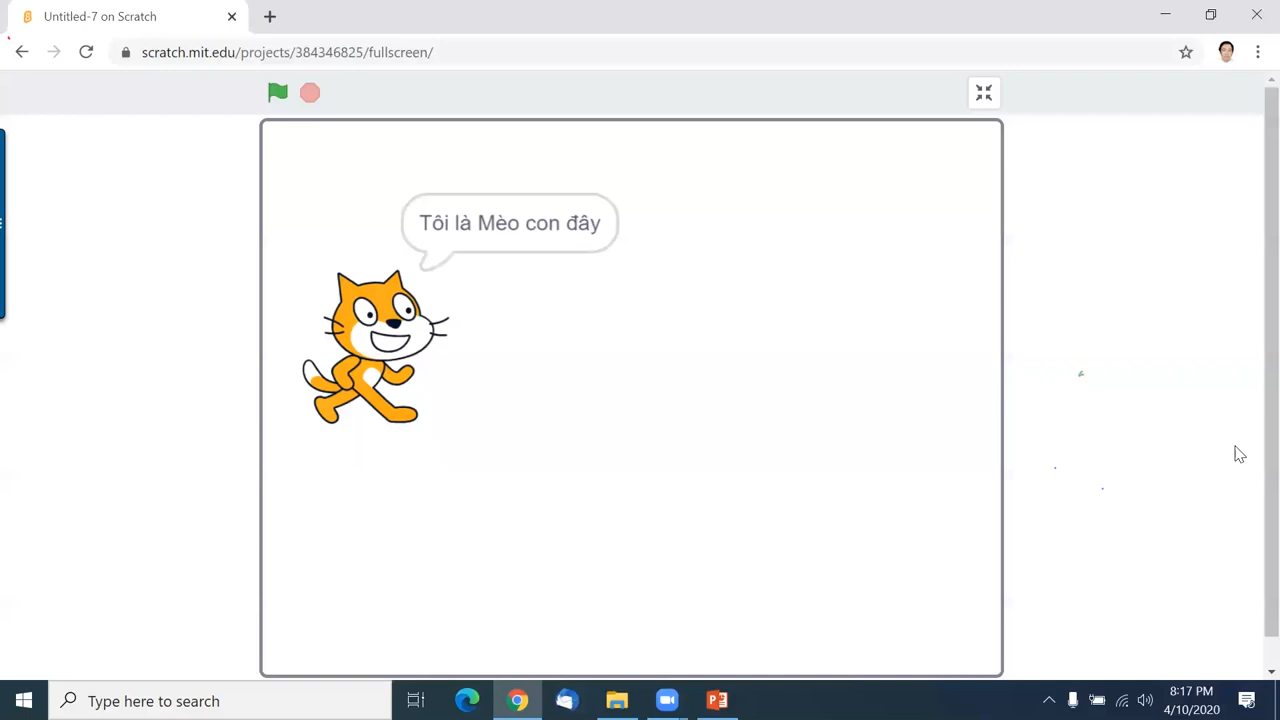 Untitled-7 on Scratch
scratch.mit.edu/projects/384346825/fullscreen/
Tôi là Mèo con đây
Type here to search
8:17 PM
4/10/2020